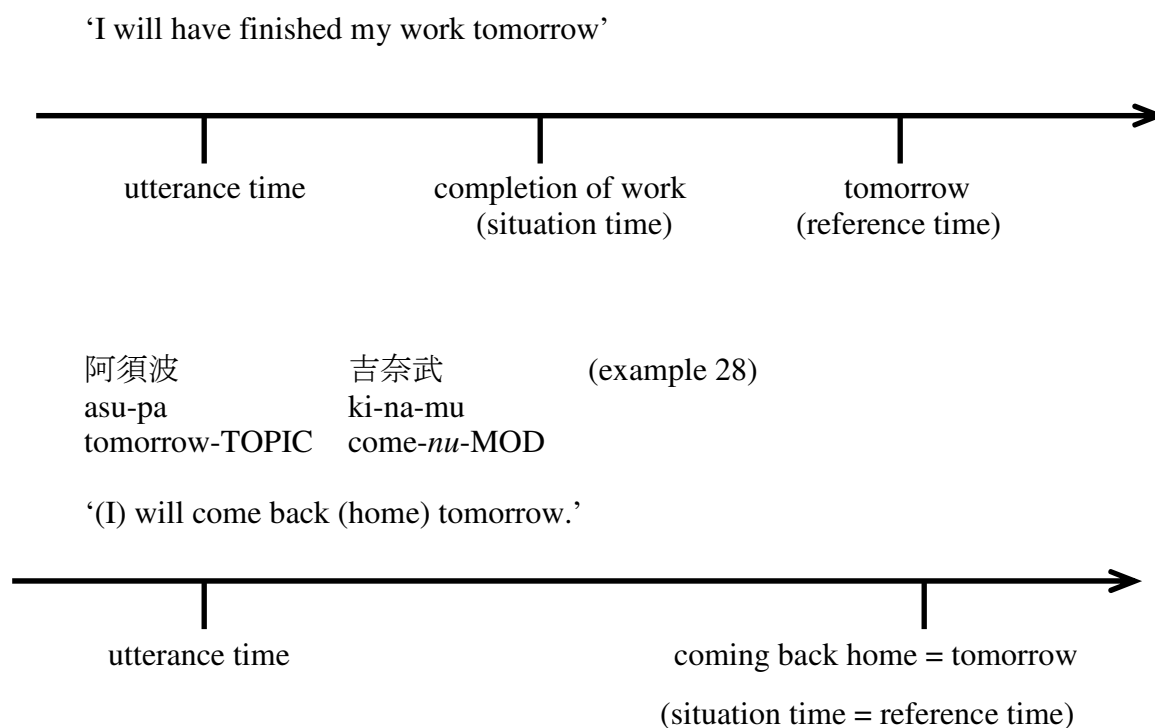 ‘I will have finished my work tomorrow’
utterance time completion of work tomorrow
(situation time) (reference time)
阿須波 吉奈武 (example 28)
asu-pa ki-na-mu
tomorrow-TOPIC come-nu-MOD
‘(I) will come back (home) tomorrow.’
utterance time coming back home = tomorrow
(situation time = reference time)